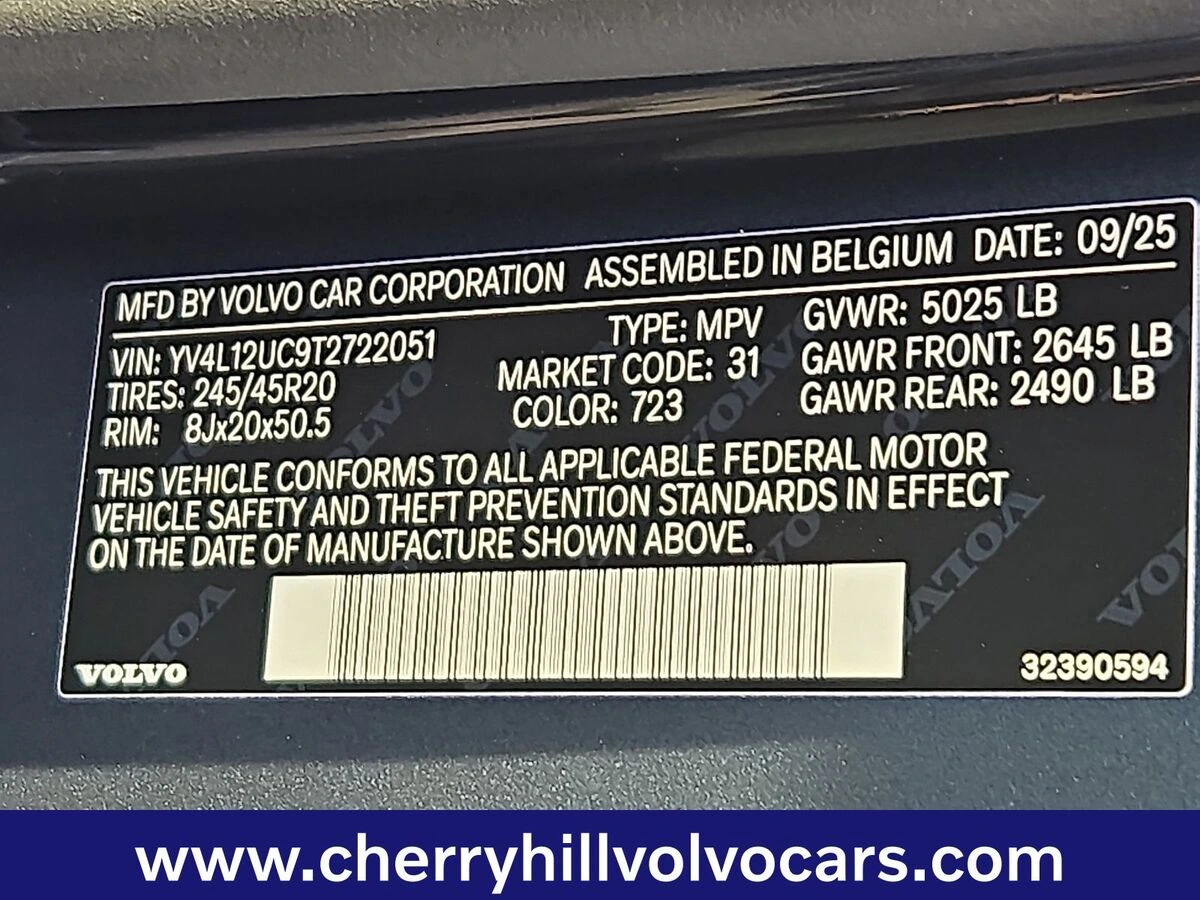 MFD BY VOLVO CAR CORPORATION ASSEMBLED IN BELGIUM DATE: 09/25
VIN: YV4L12UC9T2722051 TYPE: MPV GVWR: 5025 LB
TIRES: 245/45R20 MARKET CODE: 31 GAWR FRONT: 2645 LB
RIM: 8Jx20x50.5 COLOR: 723 GAWR REAR: 2490 LB
THIS VEHICLE CONFORMS TO ALL APPLICABLE FEDERAL MOTOR
VEHICLE SAFETY AND THEFT PREVENTION STANDARDS IN EFFECT
ON THE DATE OF MANUFACTURE SHOWN ABOVE.
VOLVO 32390594
www.cherryhillvolvocars.com